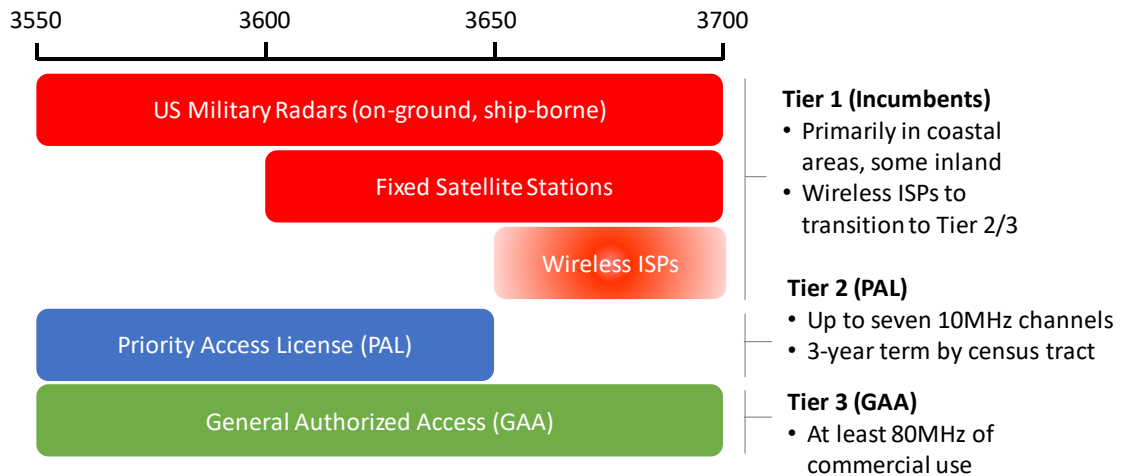 3550 3600 3650 3700
US Military Radars (on-ground, ship-borne)
Fixed Satellite Stations
Wireless ISPs
Priority Access License (PAL)
General Authorized Access (GAA)
Tier 1 (Incumbents)
• Primarily in coastal
areas, some inland
• Wireless ISPs to
transition to Tier 2/3
Tier 2 (PAL)
• Up to seven 10MHz channels
• 3-year term by census tract
Tier 3 (GAA)
• At least 80MHz of
commercial use